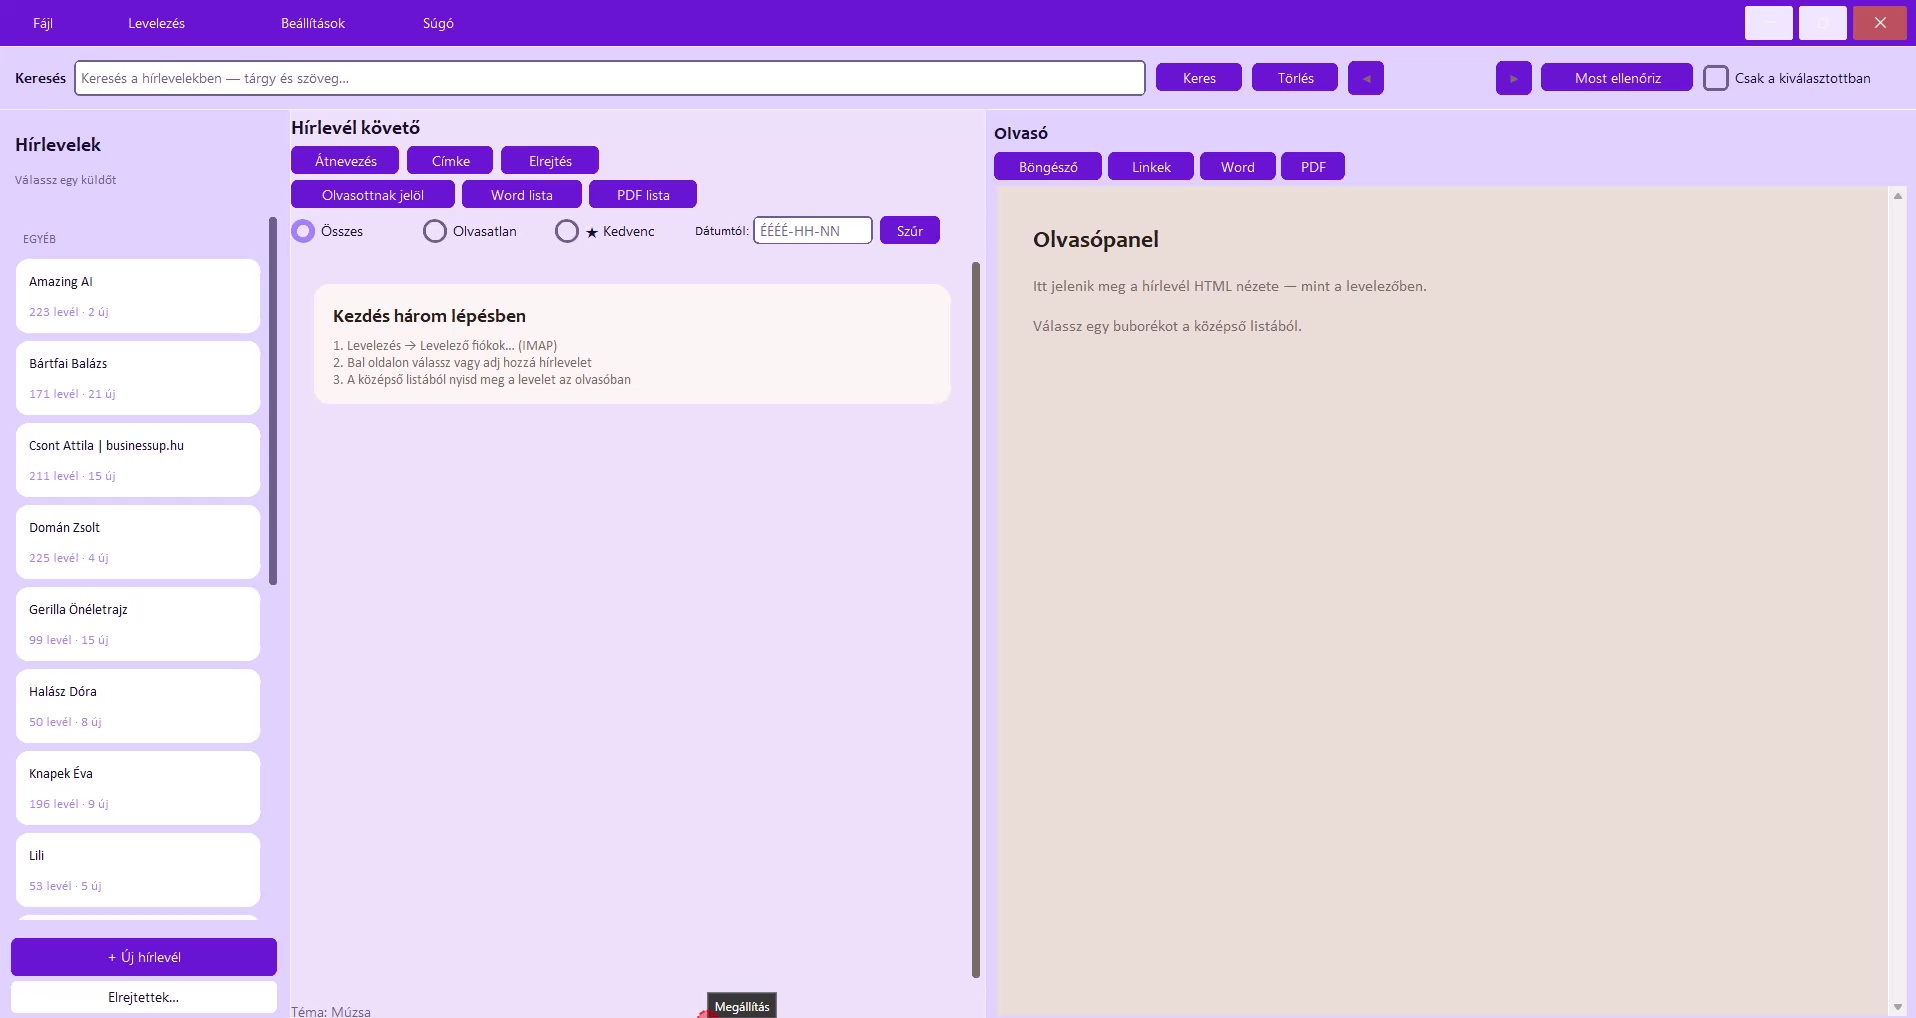 Fájl
Levelezés
Beállítások
Súgó
Keresés
Keresés a hírlevelekben — tárgy és szöveg...
Keres
Törlés
Most ellenőriz
Csak a kiválasztottban
Hírlevelek
Válassz egy küldőt
EGYÉB
Amazing AI
223 levél · 2 új
Bártfai Balázs
171 levél · 21 új
Csont Attila | businessup.hu
211 levél · 15 új
Domán Zsolt
225 levél · 4 új
Gerilla Önéletrajz
99 levél · 15 új
Halász Dóra
50 levél · 8 új
Knapek Éva
196 levél · 9 új
Lili
53 levél · 5 új
+ Új hírlevél
Elrejtettek...
Hírlevél követő
Átnevezés
Címke
Elrejtés
Olvasottnak jelöl
Word lista
PDF lista
Összes
Olvasatlan
★ Kedvenc
Dátumtól:
ÉÉÉÉ-HH-NN
Szűr
Kezdés három lépésben
1. Levelezés → Levelező fiókok... (IMAP)
2. Bal oldalon válassz vagy adj hozzá hírlevelet
3. A középső listából nyisd meg a levelet az olvasóban
Téma: Múzsa
Megállítás
Olvasó
Böngésző
Linkek
Word
PDF
Olvasópanel
Itt jelenik meg a hírlevél HTML nézete — mint a levelezőben.
Válassz egy buborékot a középső listából.